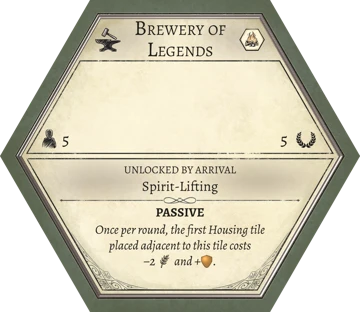 Brewery of
Legends
5 5
UNLOCKED BY ARRIVAL
Spirit-Lifting
PASSIVE
Once per round, the first Housing tile
placed adjacent to this tile costs
–2 and + .